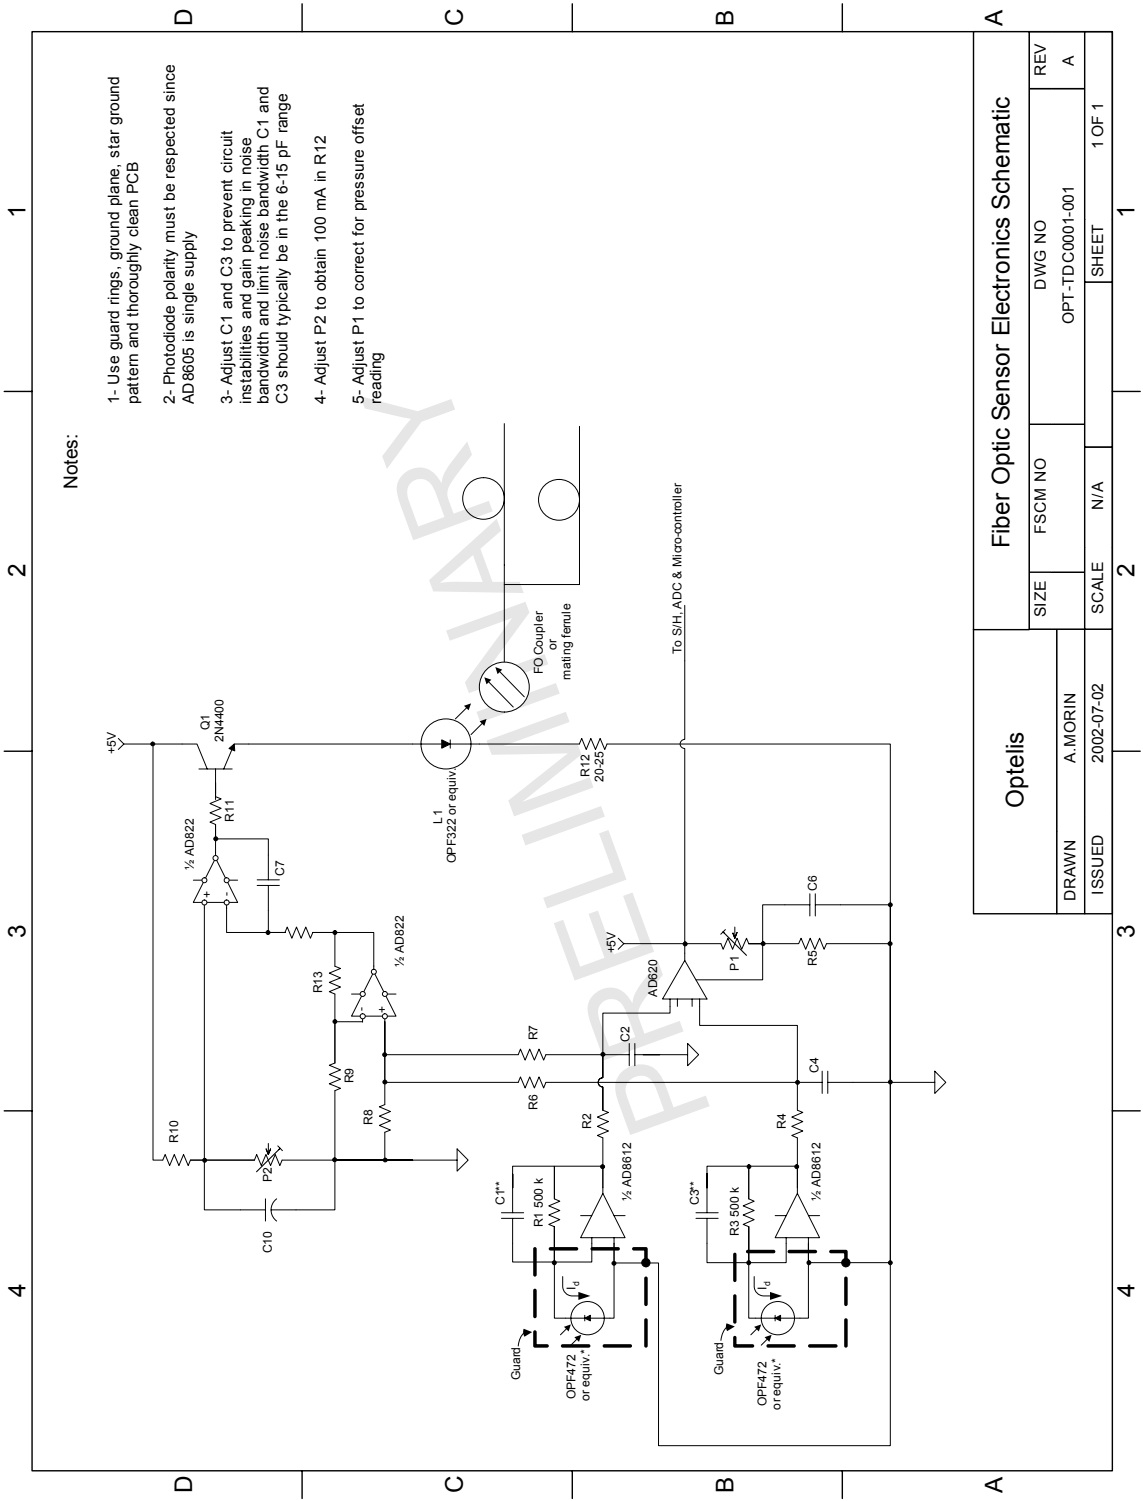 4
3
2
1
D
C
B
A
D
C
B
A
4
3
2
1
Notes:
1- Use guard rings, ground plane, star ground
pattern and thoroughly clean PCB
2- Photodiode polarity must be respected since
AD8605 is single supply
3- Adjust C1 and C3 to prevent circuit
instabilities and gain peaking in noise
bandwidth and limit noise bandwidth C1 and
C3 should typically be in the 6-15 pF range
4- Adjust P2 to obtain 100 mA in R12
5- Adjust P1 to correct for pressure offset
reading
PRELIMINARY
+5V
Q1
2N4400
R11
½ AD822
+
-
C7
R10
P2
C10
R13
R9
R8
½ AD822
-
+
L1
OPF322 or equiv.
FO Coupler
or
mating ferrule
R12
20-25
R7
R6
C1**
R1 500 k
R2
½ AD8612
C2
Guard
Id
OPF472
or equiv.*
+5V
AD620
To S/H, ADC & Micro-controller
P1
R5
C6
C3**
R3 500 k
R4
½ AD8612
C4
Guard
Id
OPF472
or equiv.*
Optelis
Fiber Optic Sensor Electronics Schematic
DRAWN
A.MORIN
SIZE
FSCM NO
DWG NO
REV
OPT-TDC0001-001
A
ISSUED
2002-07-02
SCALE
N/A
SHEET
1 OF 1